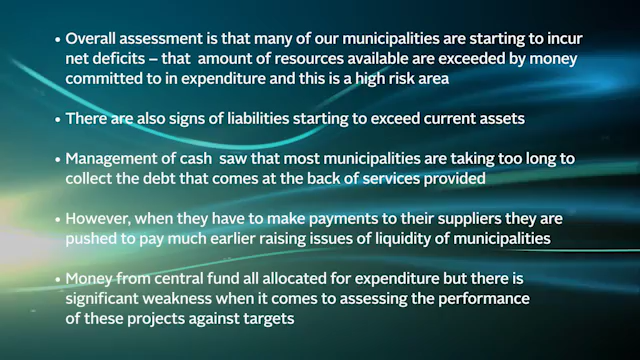 • Overall assessment is that many of our municipalities are starting to incur
net deficits – that amount of resources available are exceeded by money
committed to in expenditure and this is a high risk area
• There are also signs of liabilities starting to exceed current assets
• Management of cash saw that most municipalities are taking too long to
collect the debt that comes at the back of services provided
• However, when they have to make payments to their suppliers they are
pushed to pay much earlier raising issues of liquidity of municipalities
• Money from central fund all allocated for expenditure but there is
significant weakness when it comes to assessing the performance
of these projects against targets